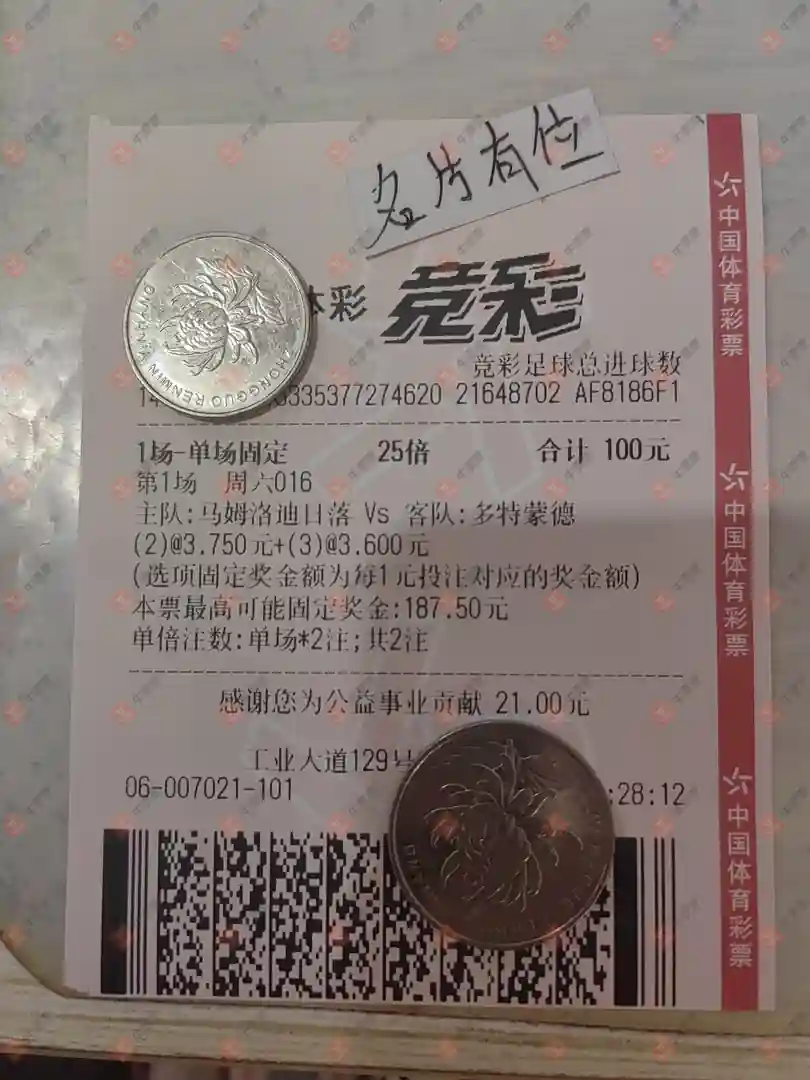 名片有位
体彩 竞彩
竞彩足球总进球数
335377274620 21648702 AF8186F1
1场-单场固定 25倍 合计 100元
第1场 周六016
主队:马姆洛迪日落 Vs 客队:多特蒙德
(2)@3.750元+(3)@3.600元
(选项固定奖金额为每1元投注对应的奖金额)
本票最高可能固定奖金:187.50元
单倍注数:单场*2注;共2注
感谢您为公益事业贡献 21.00元
工业大道129号
06-007021-101 :28:12
中国体育彩票
中国体育彩票
中国体育彩票
ZHONGGUO RENMIN YINHANG